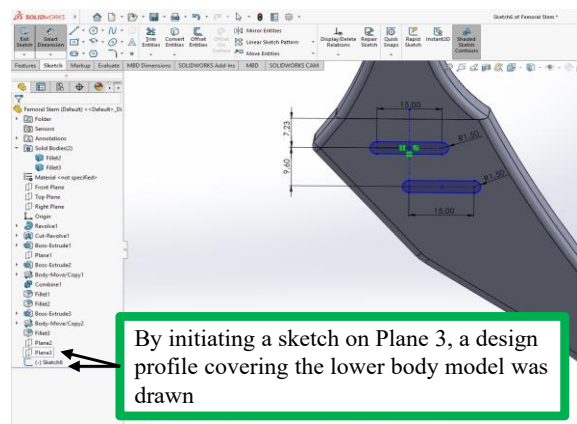 SOLIDWORKS
Sketch6 of Femoral Stem *
Exit Sketch
Smart Dimension
Trim Entities
Convert Entities
Offset Entities
Offset On Surface
Mirror Entities
Linear Sketch Pattern
Move Entities
Display/Delete Relations
Repair Sketch
Quick Snaps
Rapid Sketch
Instant2D
Shaded Sketch Contours
Features Sketch Markup Evaluate MBD Dimensions SOLIDWORKS Add-Ins MBD SOLIDWORKS CAM
Femoral Stem (Default) <<Default>_Di
Folder
Sensors
Annotations
Solid Bodies(2)
Fillet2
Fillet3
Material <not specified>
Front Plane
Top Plane
Right Plane
Origin
Revolve1
Cut-Revolve1
Boss-Extrude1
Plane1
Boss-Extrude2
Body-Move/Copy1
Combine1
Fillet1
Fillet2
Boss-Extrude3
Body-Move/Copy2
Fillet3
Plane2
Plane3
(-) Sketch6
15.00
7.23
R1.50
9.60
R1.50
15.00
By initiating a sketch on Plane 3, a design
profile covering the lower body model was
drawn